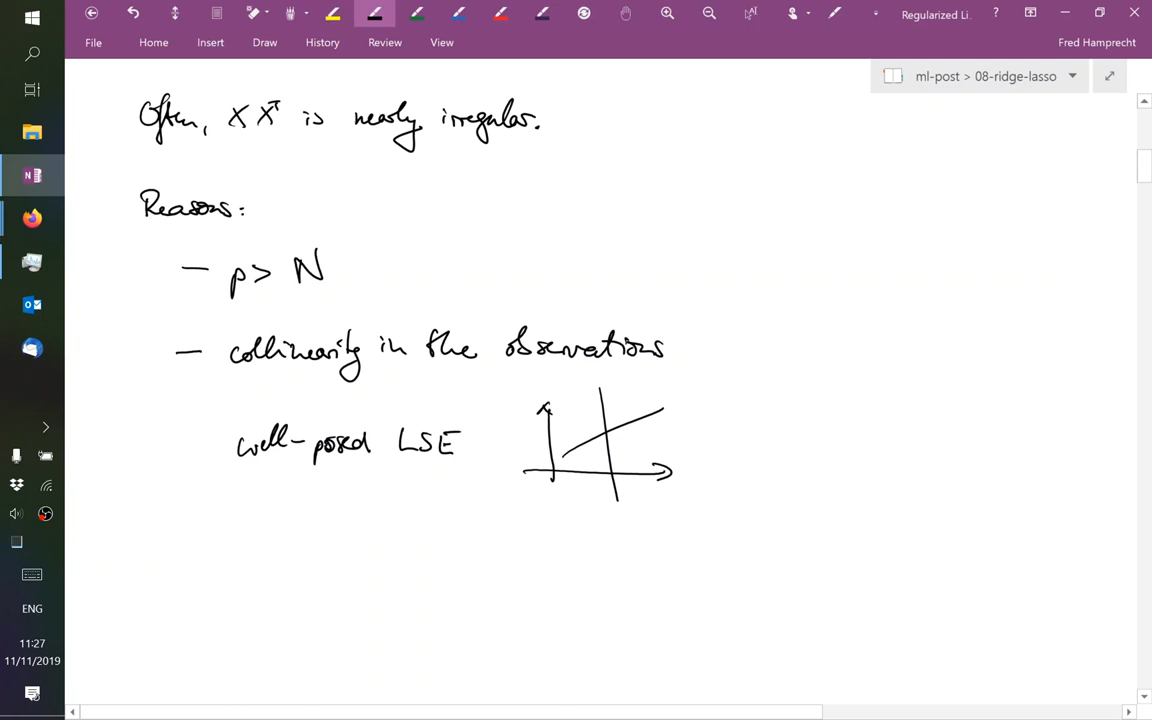 Regularized Li...
Fred Hamprecht
File Home Insert Draw History Review View
ml-post > 08-ridge-lasso
Often, X Xᵀ is nearly irregular.
Reasons:
— p > N
— collinearity in the observations
well-posed LSE
ENG
11:27
11/11/2019